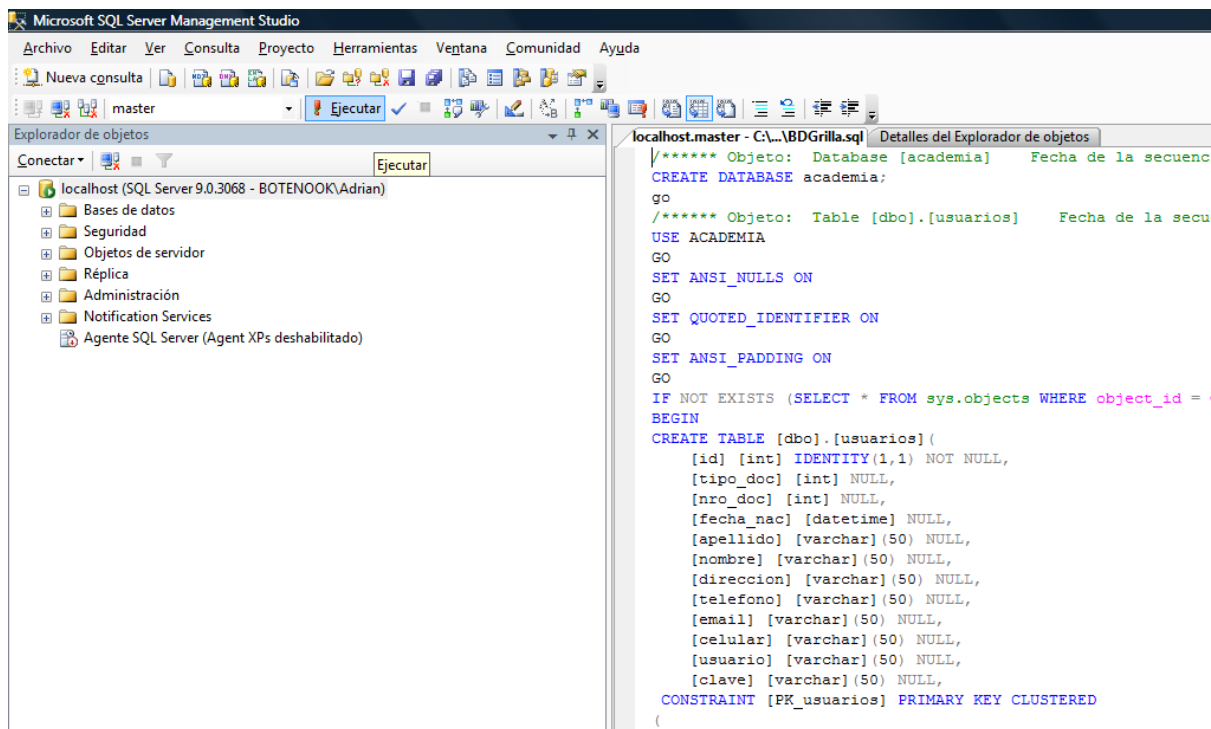 Microsoft SQL Server Management Studio
Archivo Editar Ver Consulta Proyecto Herramientas Ventana Comunidad Ayuda
Nueva consulta
master Ejecutar
Explorador de objetos
Conectar
Ejecutar
localhost (SQL Server 9.0.3068 - BOTENOOK\Adrian)
Bases de datos
Seguridad
Objetos de servidor
Réplica
Administración
Notification Services
Agente SQL Server (Agent XPs deshabilitado)
localhost.master - C:\...\BDGrilla.sql Detalles del Explorador de objetos
/****** Objeto: Database [academia] Fecha de la secuenc
CREATE DATABASE academia;
go
/****** Objeto: Table [dbo].[usuarios] Fecha de la secu
USE ACADEMIA
GO
SET ANSI_NULLS ON
GO
SET QUOTED_IDENTIFIER ON
GO
SET ANSI_PADDING ON
GO
IF NOT EXISTS (SELECT * FROM sys.objects WHERE object_id =
BEGIN
CREATE TABLE [dbo].[usuarios](
[id] [int] IDENTITY(1,1) NOT NULL,
[tipo_doc] [int] NULL,
[nro_doc] [int] NULL,
[fecha_nac] [datetime] NULL,
[apellido] [varchar](50) NULL,
[nombre] [varchar](50) NULL,
[direccion] [varchar](50) NULL,
[telefono] [varchar](50) NULL,
[email] [varchar](50) NULL,
[celular] [varchar](50) NULL,
[usuario] [varchar](50) NULL,
[clave] [varchar](50) NULL,
CONSTRAINT [PK_usuarios] PRIMARY KEY CLUSTERED
(